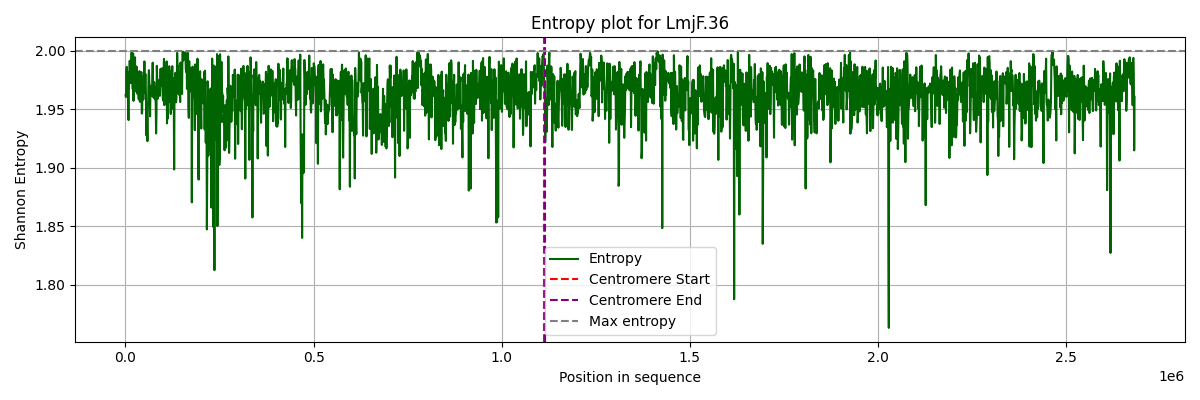 Entropy plot for LmjF.36
Shannon Entropy
2.00
1.95
1.90
1.85
1.80
Entropy
Centromere Start
Centromere End
Max entropy
0.0 0.5 1.0 1.5 2.0 2.5
Position in sequence
1e6